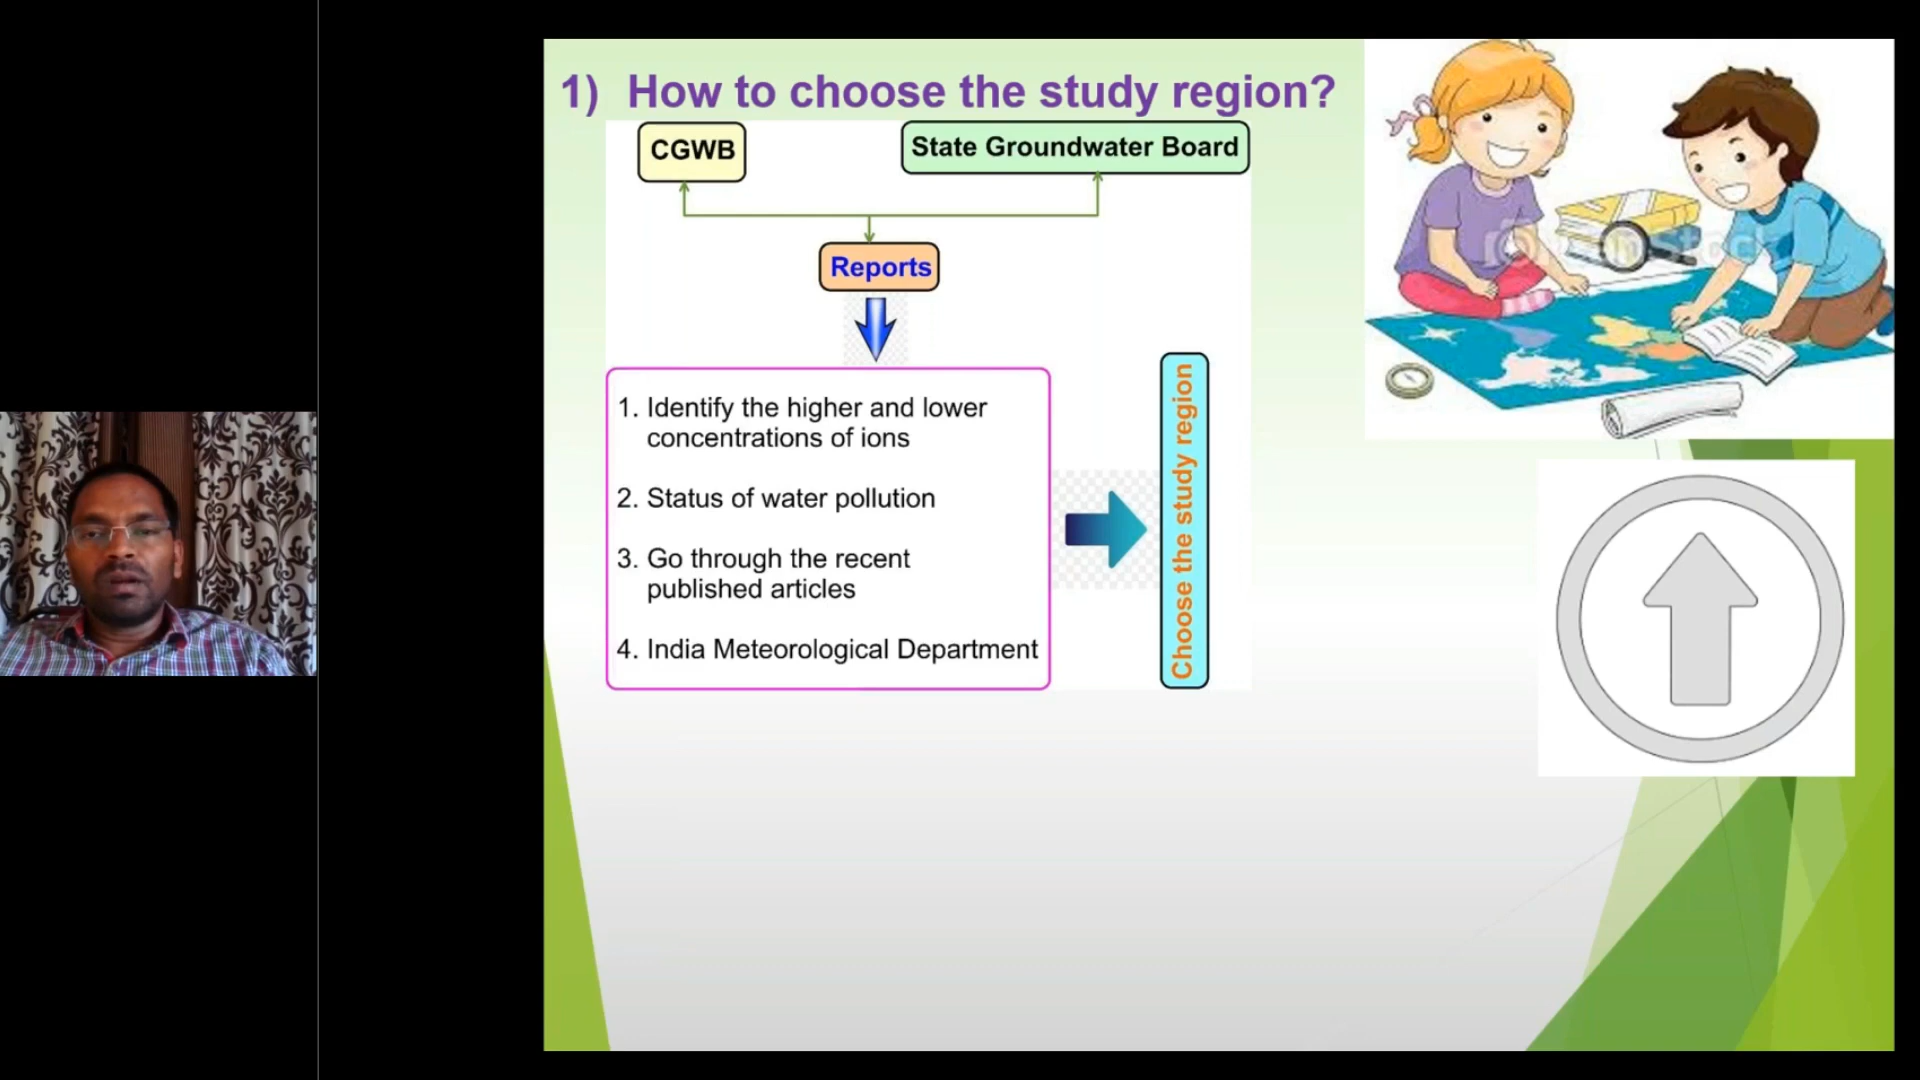 1) How to choose the study region?
CGWB
State Groundwater Board
Reports
1. Identify the higher and lower
concentrations of ions
2. Status of water pollution
3. Go through the recent
published articles
4. India Meteorological Department
Choose the study region